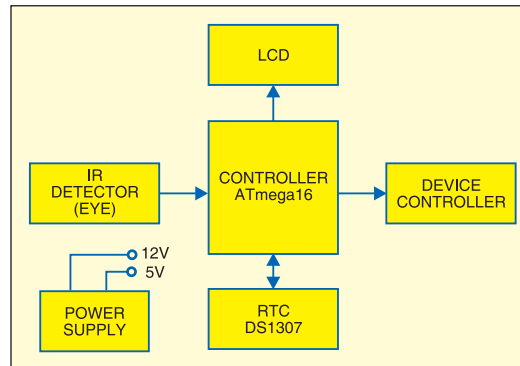 LCD
IR
DETECTOR
(EYE)
CONTROLLER
ATmega16
DEVICE
CONTROLLER
12V
5V
POWER
SUPPLY
RTC
DS1307